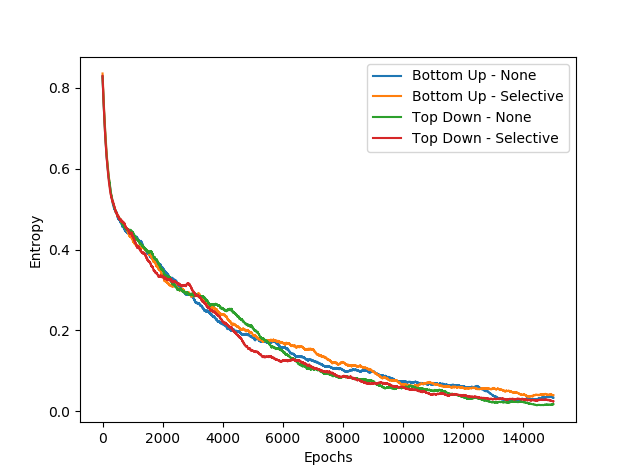 Bottom Up - None
Bottom Up - Selective
Top Down - None
Top Down - Selective
0.8
0.6
0.4
0.2
0.0
Entropy
0 2000 4000 6000 8000 10000 12000 14000
Epochs